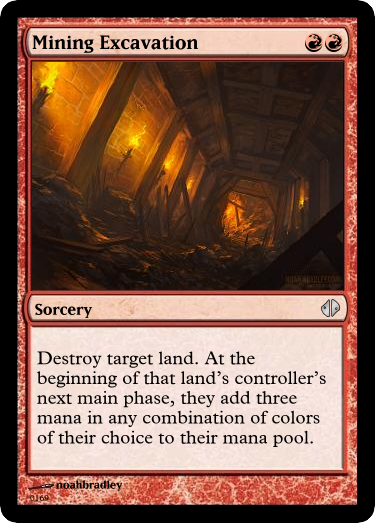 Mining Excavation
Sorcery
Destroy target land. At the
beginning of that land's controller's
next main phase, they add three
mana in any combination of colors
of their choice to their mana pool.
noahbradley